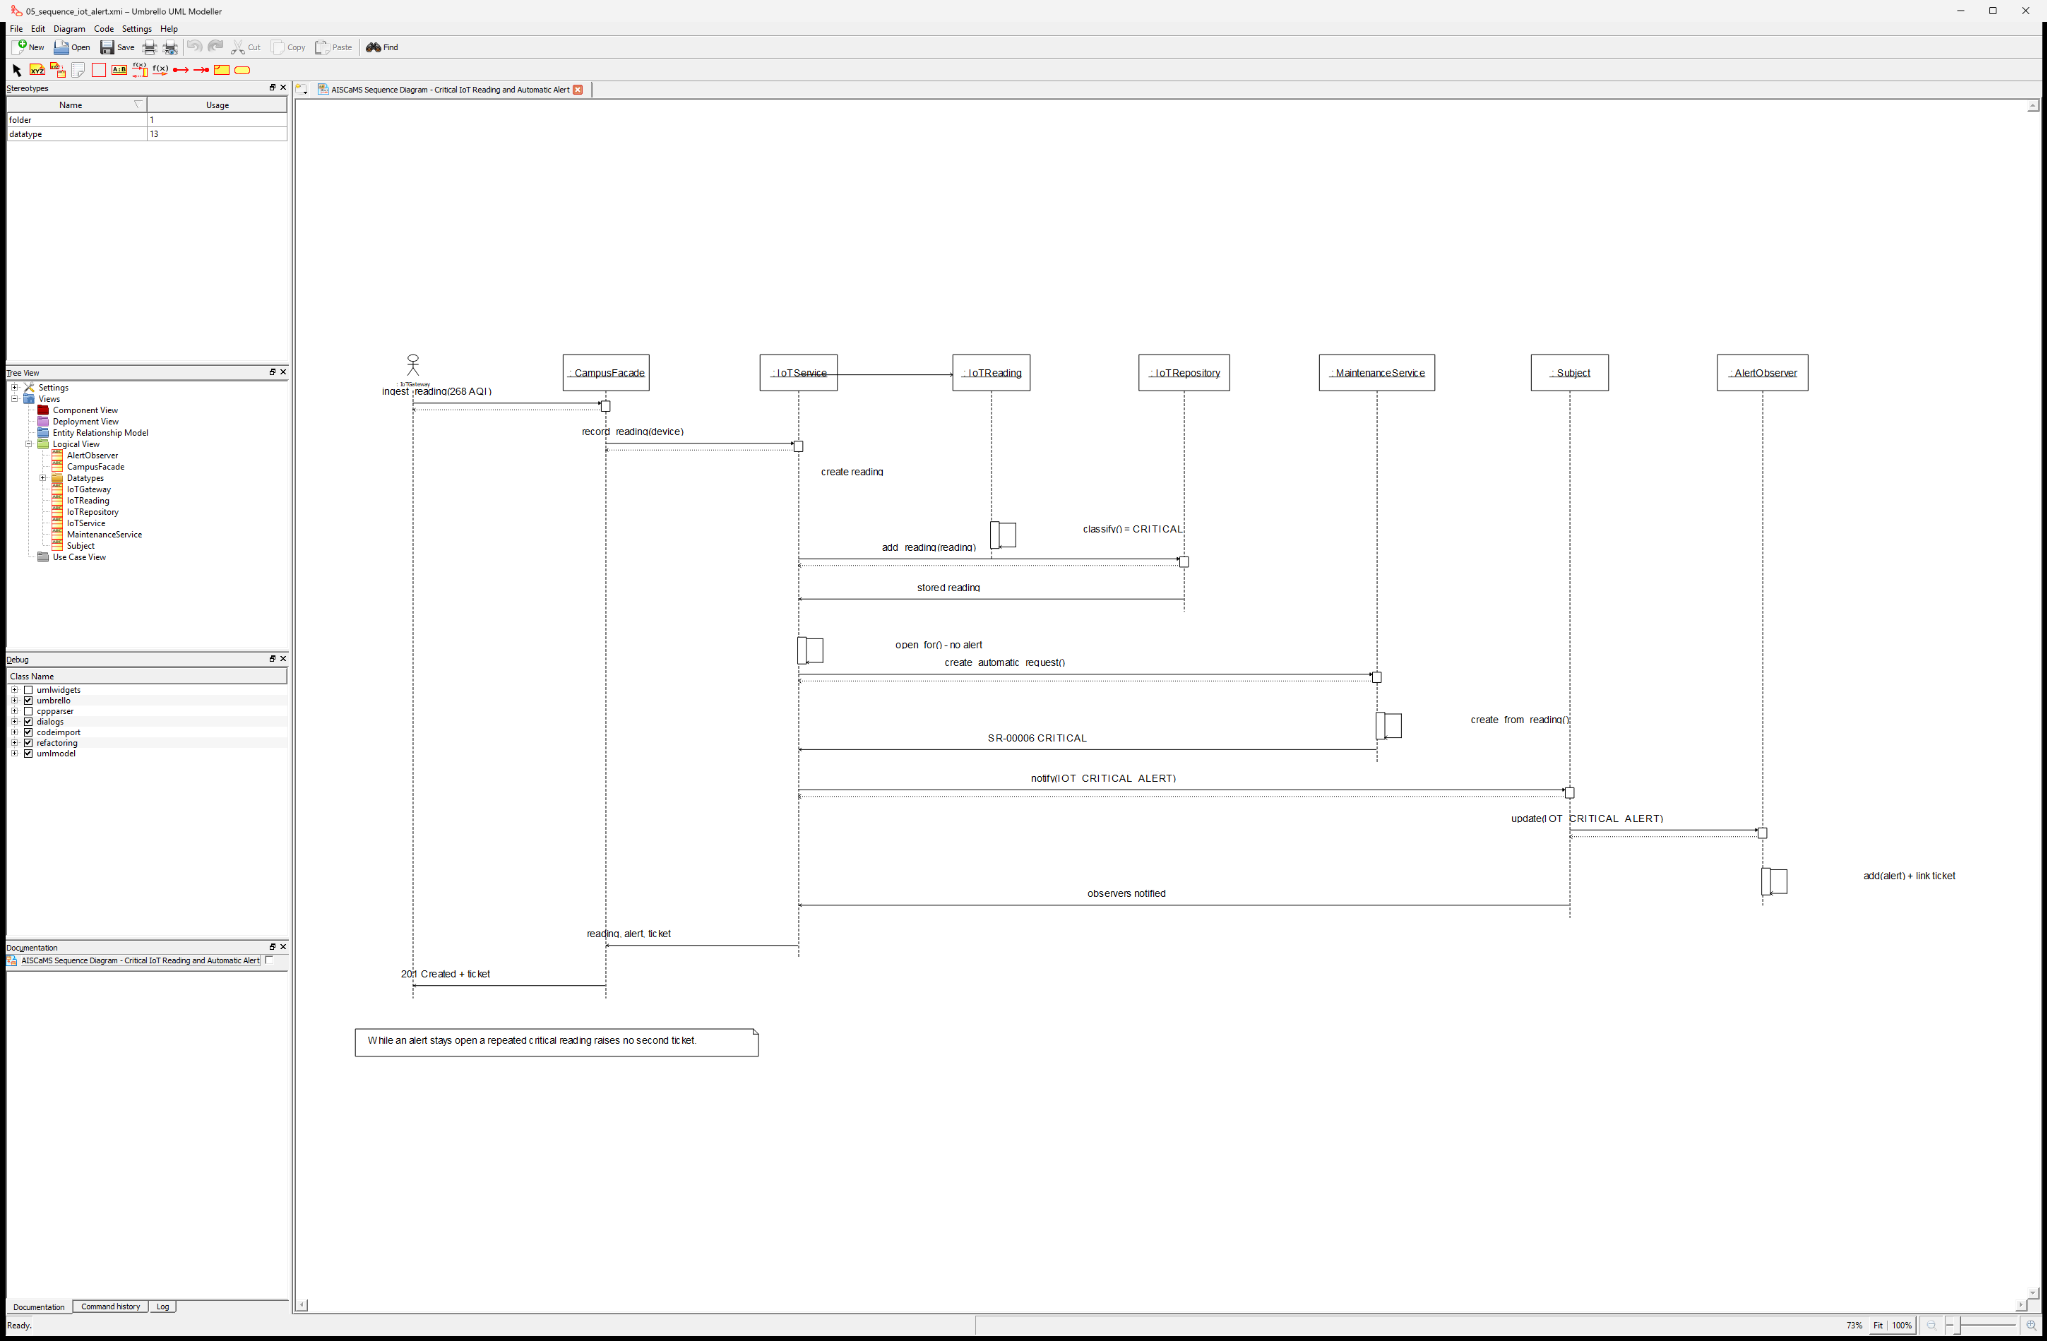 05_sequence_iot_alert.xmi – Umbrello UML Modeller
File Edit Diagram Code Settings Help
New Open Save Cut Copy Paste Find
Stereotypes
Name Usage
folder 1
datatype 13
Tree View
Settings
Views
Component View
Deployment View
Entity Relationship Model
Logical View
AlertObserver
CampusFacade
Datatypes
IoTGateway
IoTReading
IoTRepository
IoTService
MaintenanceService
Subject
Use Case View
Debug
Class Name
umlwidgets
umbrello
cppparser
dialogs
codeimport
refactoring
umlmodel
Documentation
AISCaMS Sequence Diagram - Critical IoT Reading and Automatic Alert
Documentation Command history Log
Ready.
AISCaMS Sequence Diagram - Critical IoT Reading and Automatic Alert
: IoTGateway
: CampusFacade
: IoTService
: IoTReading
: IoTRepository
: MaintenanceService
: Subject
: AlertObserver
ingest_reading(268 AQI)
record_reading(device)
create reading
classify() = CRITICAL
add_reading(reading)
stored reading
open_for() - no alert
create_automatic_request()
create_from_reading()
SR-00006 CRITICAL
notify(IOT_CRITICAL_ALERT)
update(IOT_CRITICAL_ALERT)
add(alert) + link ticket
observers notified
reading, alert, ticket
201 Created + ticket
While an alert stays open a repeated critical reading raises no second ticket.
73% Fit 100%